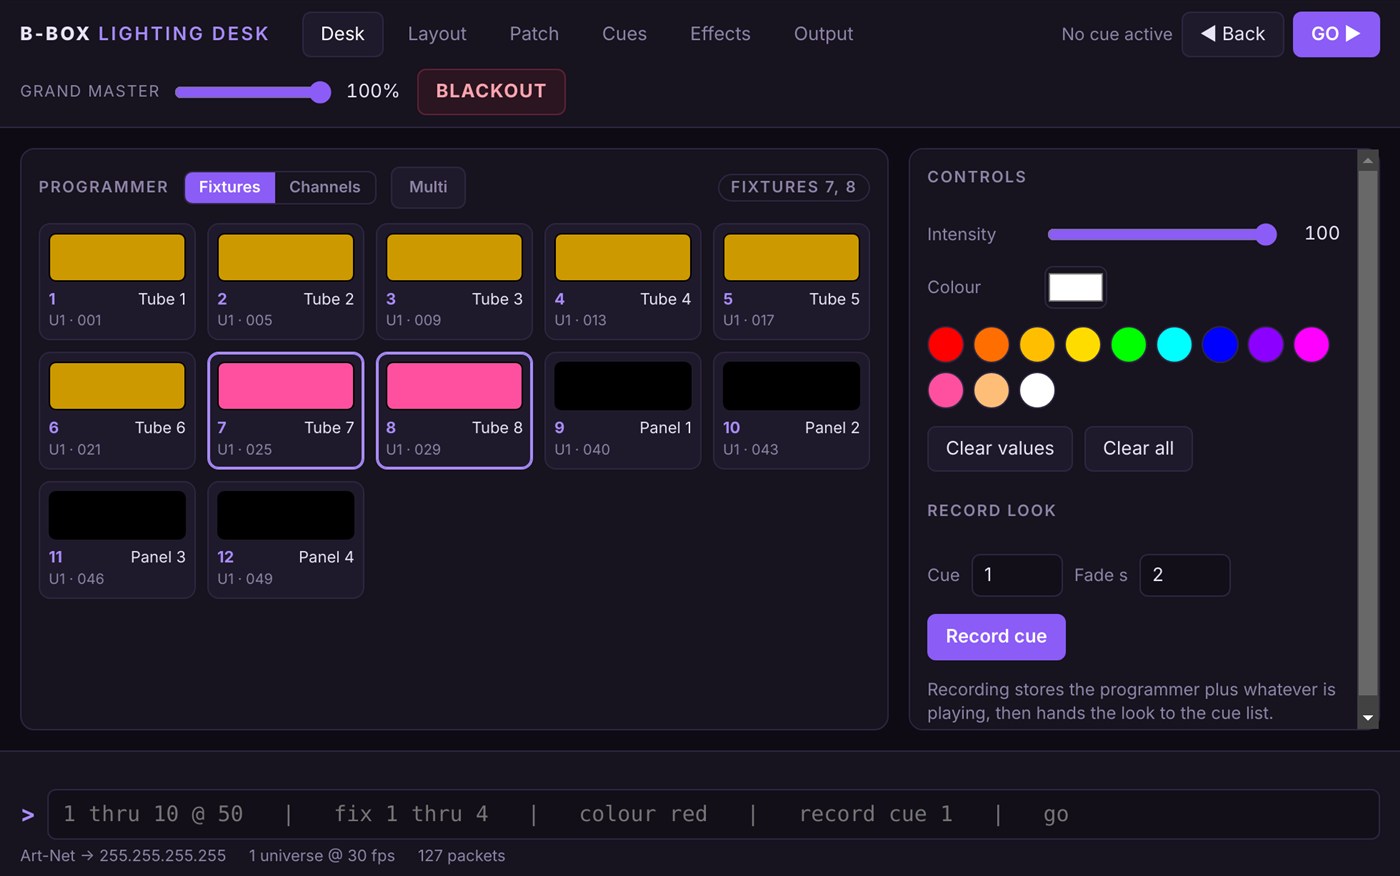 B-BOX LIGHTING DESK
Desk Layout Patch Cues Effects Output
No cue active ◀ Back GO ▶
GRAND MASTER 100% BLACKOUT
PROGRAMMER Fixtures Channels Multi FIXTURES 7, 8
1 Tube 1
U1 · 001
2 Tube 2
U1 · 005
3 Tube 3
U1 · 009
4 Tube 4
U1 · 013
5 Tube 5
U1 · 017
6 Tube 6
U1 · 021
7 Tube 7
U1 · 025
8 Tube 8
U1 · 029
9 Panel 1
U1 · 040
10 Panel 2
U1 · 043
11 Panel 3
U1 · 046
12 Panel 4
U1 · 049
CONTROLS
Intensity 100
Colour
Clear values Clear all
RECORD LOOK
Cue 1 Fade s 2
Record cue
Recording stores the programmer plus whatever is
playing, then hands the look to the cue list.
> 1 thru 10 @ 50 | fix 1 thru 4 | colour red | record cue 1 | go
Art-Net → 255.255.255.255 1 universe @ 30 fps 127 packets